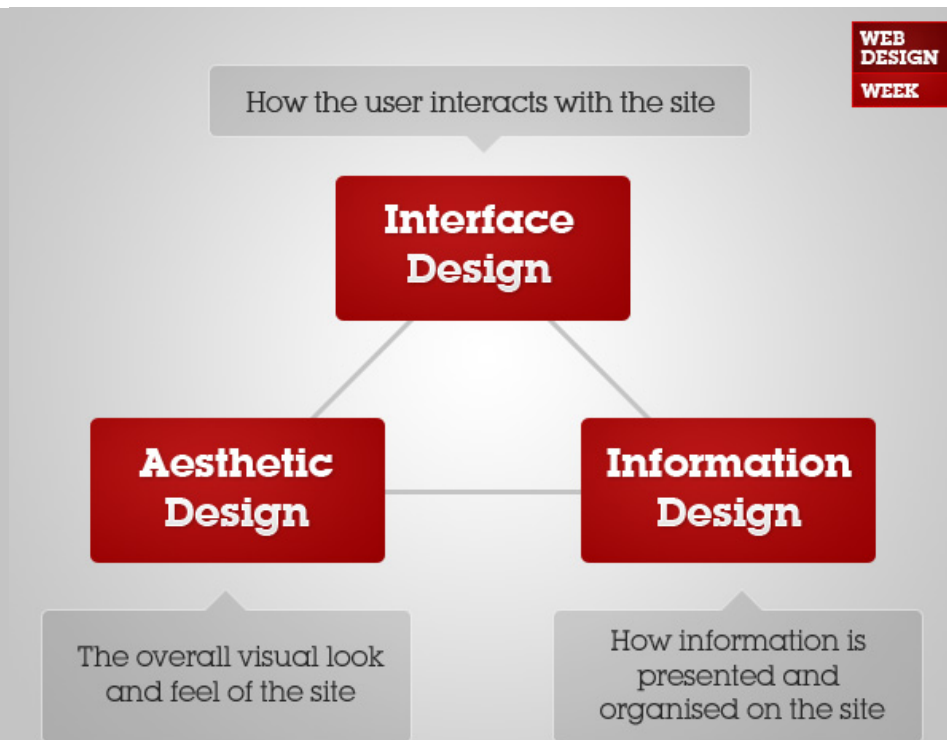 WEB
DESIGN
WEEK
How the user interacts with the site
Interface
Design
Aesthetic
Design
Information
Design
The overall visual look
and feel of the site
How information is
presented and
organised on the site